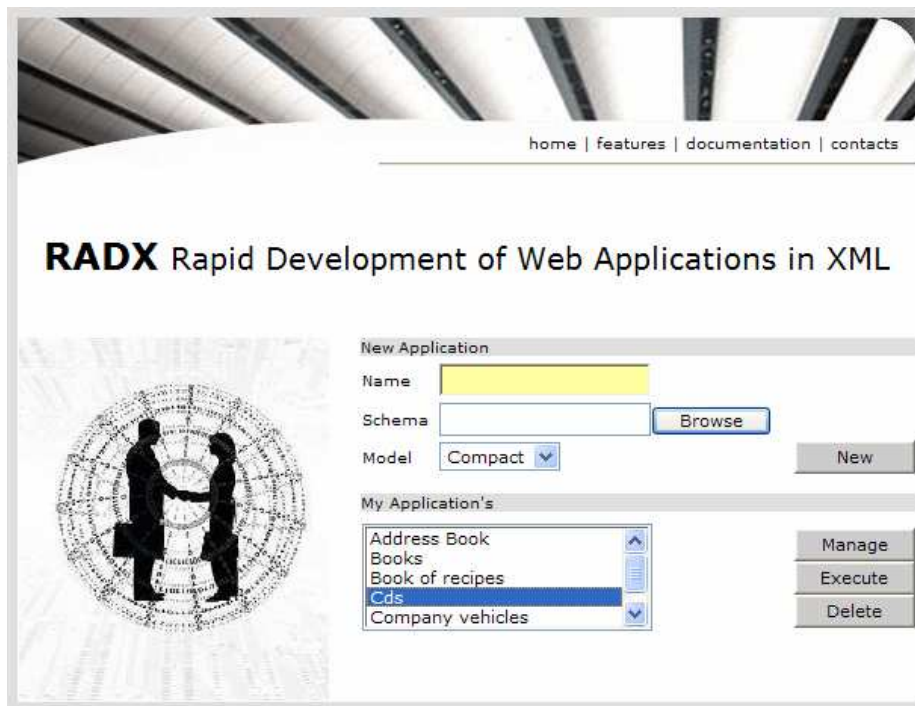 home | features | documentation | contacts
RADX Rapid Development of Web Applications in XML
New Application
Name
Schema
Browse
Model
Compact
New
My Application's
Address Book
Books
Book of recipes
Cds
Company vehicles
Manage
Execute
Delete